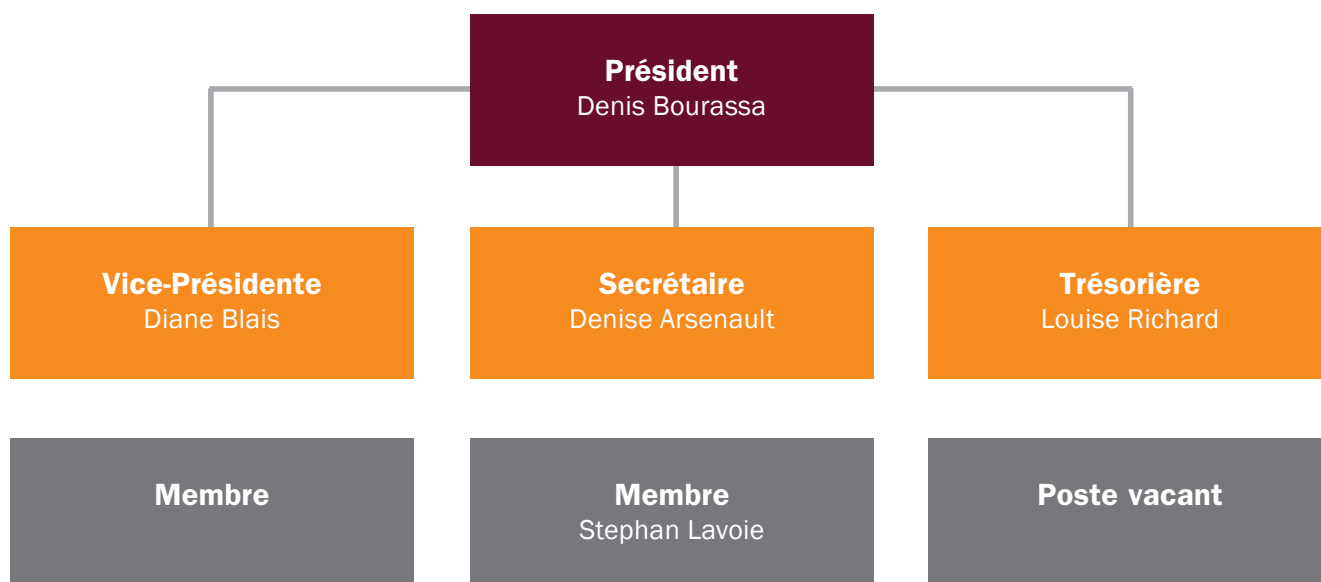 Président
Denis Bourassa
Vice-Présidente
Diane Blais
Secrétaire
Denise Arsenault
Trésorière
Louise Richard
Membre
Membre
Stephan Lavoie
Poste vacant